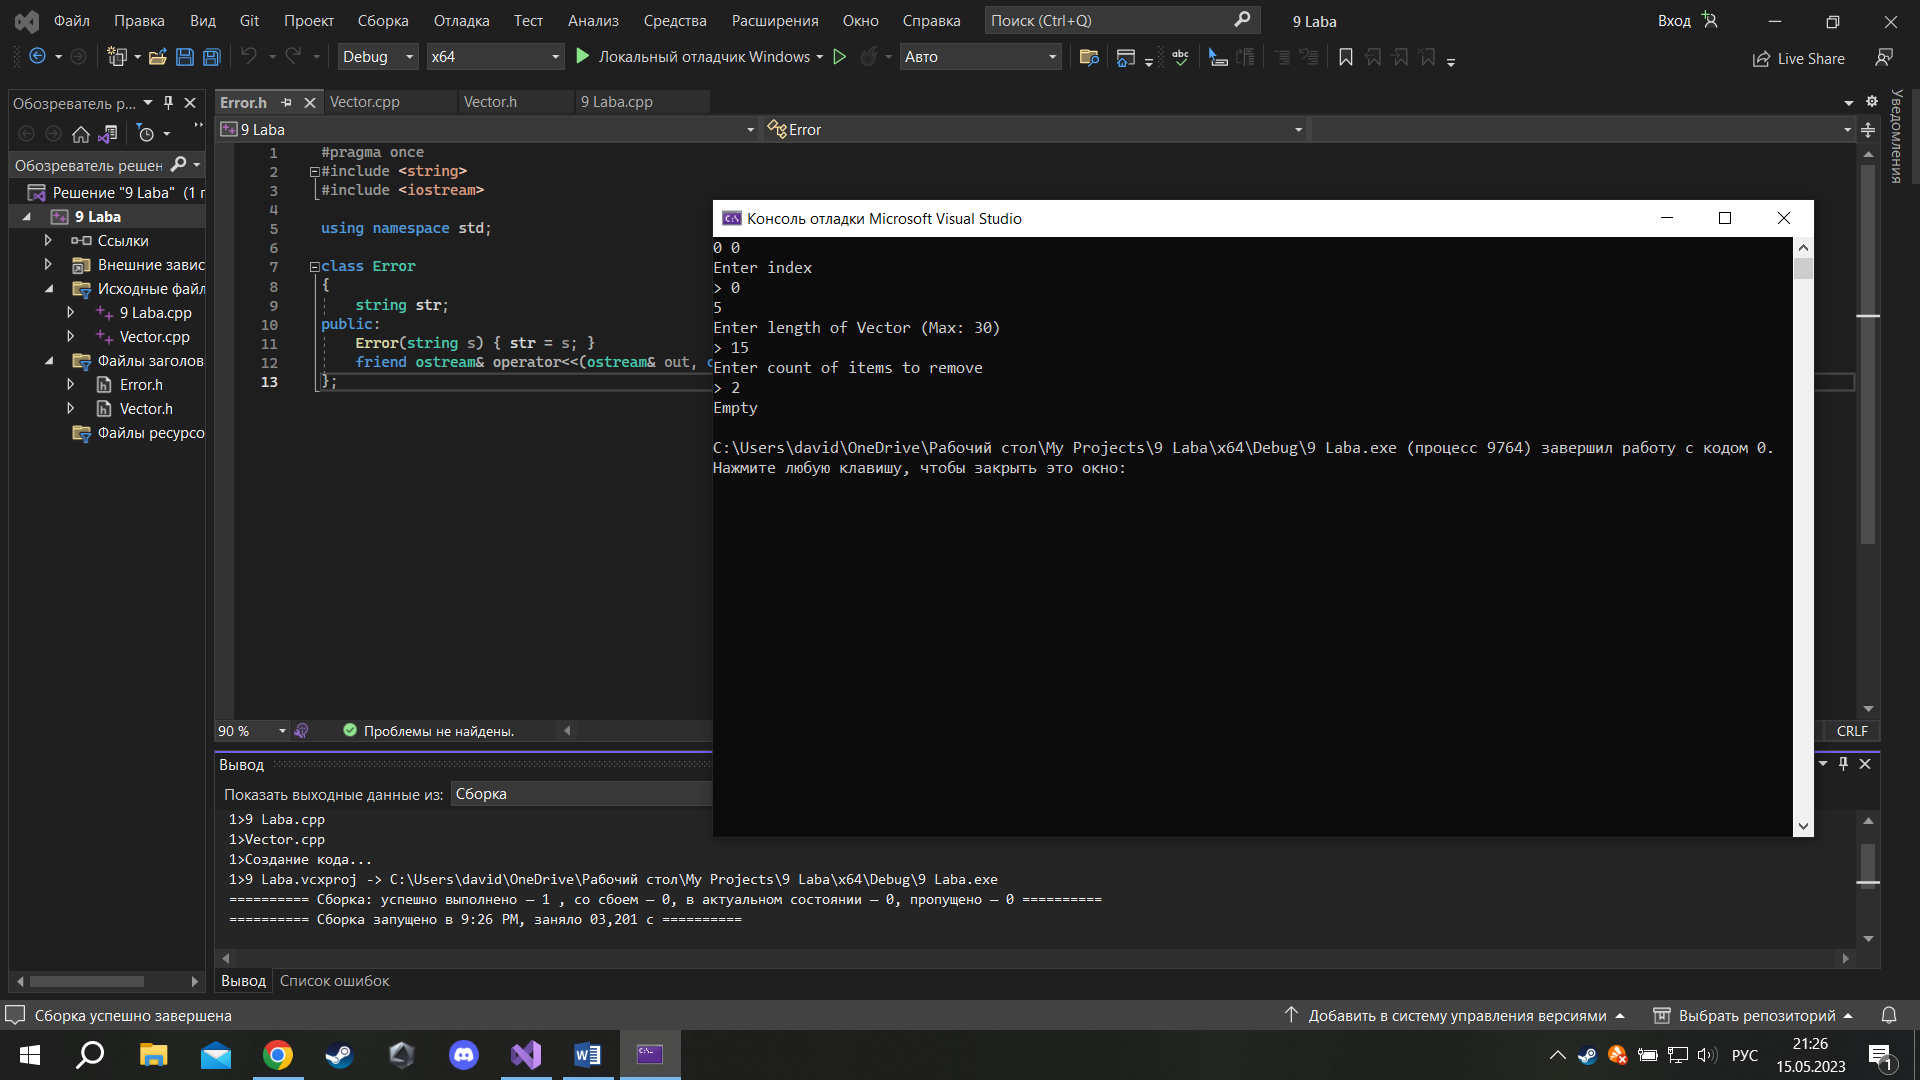 Файл Правка Вид Git Проект Сборка Отладка Тест Анализ Средства Расширения Окно Справка Поиск (Ctrl+Q) 9 Laba Вход
Debug x64 Локальный отладчик Windows Авто abc Live Share
Обозреватель р... Error.h Vector.cpp Vector.h 9 Laba.cpp
9 Laba Error
Уведомления
Обозреватель решен
Решение "9 Laba" (1 г
9 Laba
Ссылки
Внешние завис
Исходные файл
9 Laba.cpp
Vector.cpp
Файлы заголов
Error.h
Vector.h
Файлы ресурсо
1 #pragma once
2 #include <string>
3 #include <iostream>
4
5 using namespace std;
6
7 class Error
8 {
9 string str;
10 public:
11 Error(string s) { str = s; }
12 friend ostream& operator<<(ostream& out, c
13 };
Консоль отладки Microsoft Visual Studio
0 0
Enter index
> 0
5
Enter length of Vector (Max: 30)
> 15
Enter count of items to remove
> 2
Empty
C:\Users\david\OneDrive\Рабочий стол\My Projects\9 Laba\x64\Debug\9 Laba.exe (процесс 9764) завершил работу с кодом 0.
Нажмите любую клавишу, чтобы закрыть это окно:
90 % Проблемы не найдены. CRLF
Вывод
Показать выходные данные из: Сборка
1>9 Laba.cpp
1>Vector.cpp
1>Создание кода...
1>9 Laba.vcxproj -> C:\Users\david\OneDrive\Рабочий стол\My Projects\9 Laba\x64\Debug\9 Laba.exe
========== Сборка: успешно выполнено — 1 , со сбоем — 0, в актуальном состоянии — 0, пропущено — 0 ==========
========== Сборка запущено в 9:26 PM, заняло 03,201 с ==========
Вывод Список ошибок
Сборка успешно завершена Добавить в систему управления версиями Выбрать репозиторий
РУС 21:26
15.05.2023 1